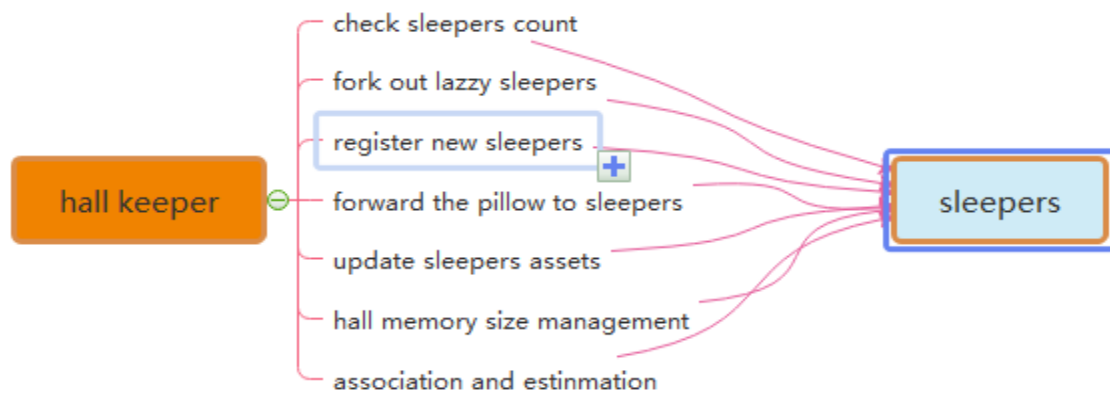 check sleepers count
fork out lazzy sleepers
register new sleepers
hall keeper
forward the pillow to sleepers
sleepers
update sleepers assets
hall memory size management
association and estinmation